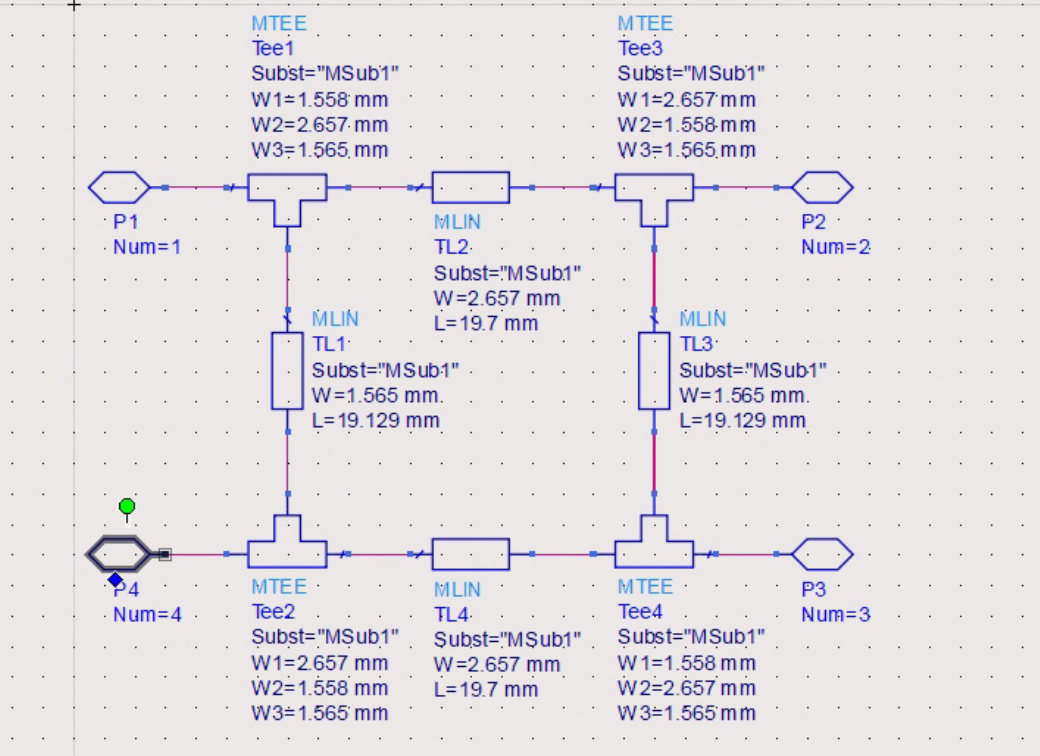 MTEE
Tee1
Subst="MSub1"
W1=1.558 mm
W2=2.657 mm
W3=1.565 mm
MTEE
Tee3
Subst="MSub1"
W1=2.657 mm
W2=1.558 mm
W3=1.565 mm
P1
Num=1
MLIN
TL2
Subst="MSub1"
W=2.657 mm
L=19.7 mm
P2
Num=2
MLIN
TL1
Subst="MSub1"
W=1.565 mm
L=19.129 mm
MLIN
TL3
Subst="MSub1"
W=1.565 mm
L=19.129 mm
P4
Num=4
MTEE
Tee2
Subst="MSub1"
W1=2.657 mm
W2=1.558 mm
W3=1.565 mm
MLIN
TL4
Subst="MSub1"
W=2.657 mm
L=19.7 mm
MTEE
Tee4
Subst="MSub1"
W1=1.558 mm
W2=2.657 mm
W3=1.565 mm
P3
Num=3